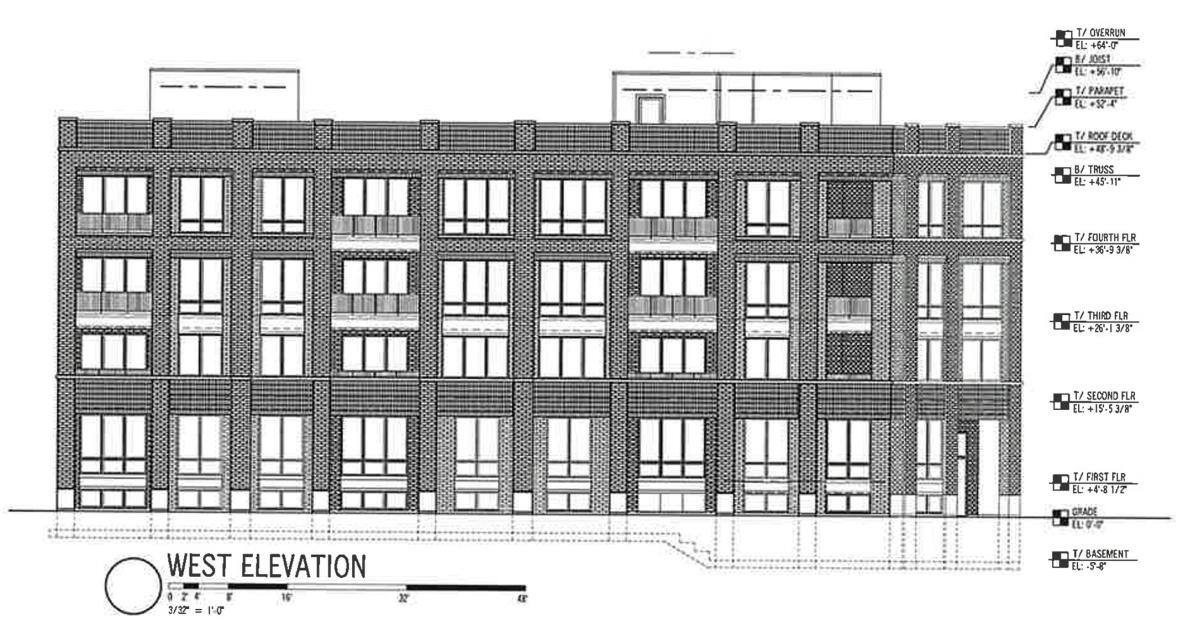 T/ OVERRUN
EL: +64'-0"
B/ JOIST
EL: +56'-10"
T/ PARAPET
EL: +52'-4"
T/ ROOF DECK
EL: +48'-9 3/8"
B/ TRUSS
EL: +45'-11"
T/ FOURTH FLR
EL: +36'-9 3/8"
T/ THIRD FLR
EL: +26'-1 3/8"
T/ SECOND FLR
EL: +15'-5 3/8"
T/ FIRST FLR
EL: +4'-8 1/2"
GRADE
EL: 0'-0"
T/ BASEMENT
EL: -5'-8"
WEST ELEVATION
0 2' 4' 8' 16' 32' 48'
3/32" = 1'-0"